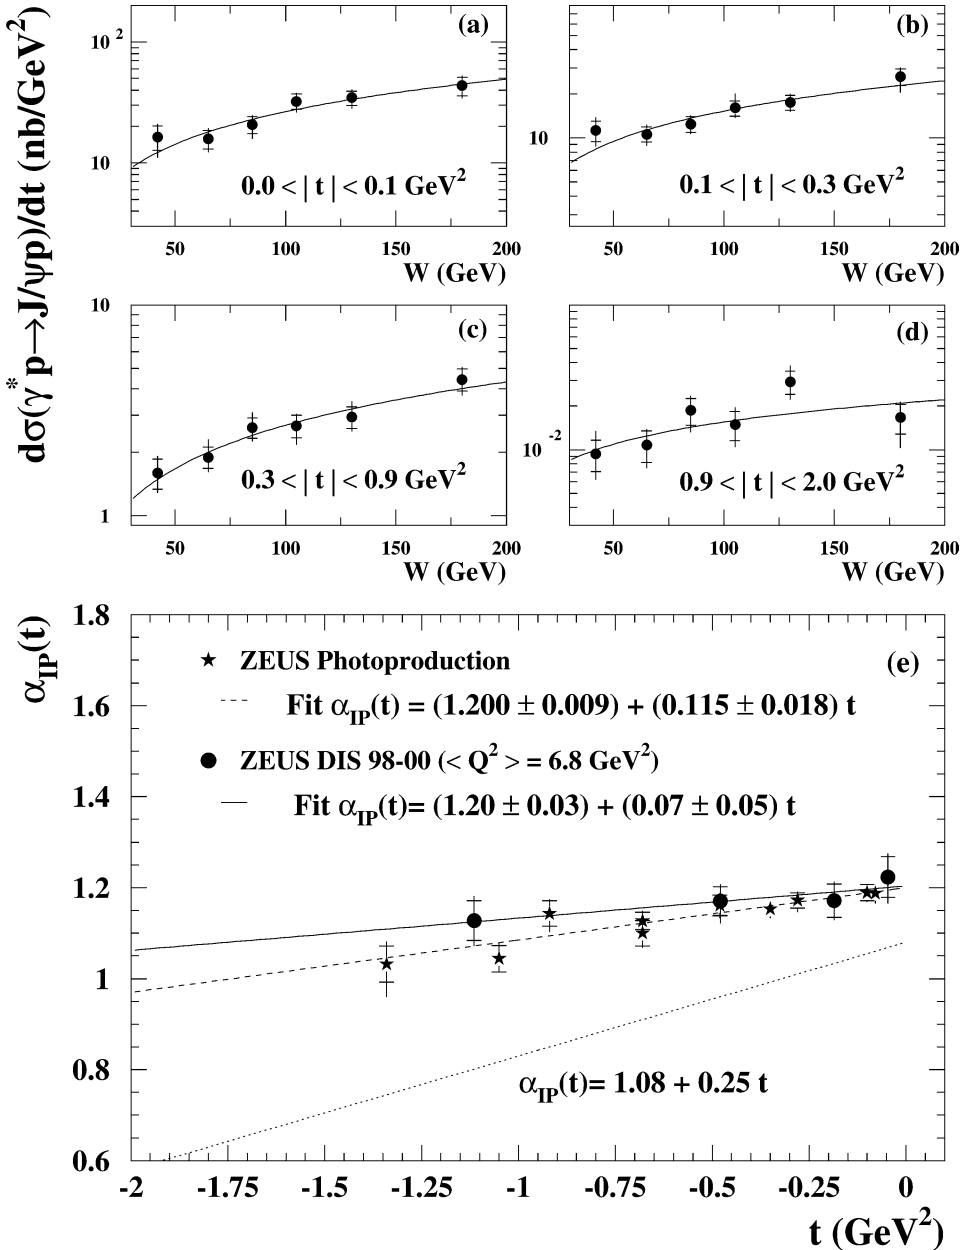 dσ(γ* p→J/ψp)/dt (nb/GeV²)
(a)
10²
10
0.0 <| t | < 0.1 GeV²
50 100 150 200
W (GeV)
(b)
10
0.1 <| t | < 0.3 GeV²
50 100 150 200
W (GeV)
10
(c)
0.3 <| t | < 0.9 GeV²
1
50 100 150 200
W (GeV)
(d)
10⁻²
0.9 <| t | < 2.0 GeV²
50 100 150 200
W (GeV)
α_IP(t)
1.8
1.6
1.4
1.2
1
0.8
0.6
★ ZEUS Photoproduction
(e)
Fit α_IP(t) = (1.200 ± 0.009) + (0.115 ± 0.018) t
● ZEUS DIS 98-00 (< Q² > = 6.8 GeV²)
Fit α_IP(t)= (1.20 ± 0.03) + (0.07 ± 0.05) t
α_IP(t)= 1.08 + 0.25 t
-2 -1.75 -1.5 -1.25 -1 -0.75 -0.5 -0.25 0
t (GeV²)